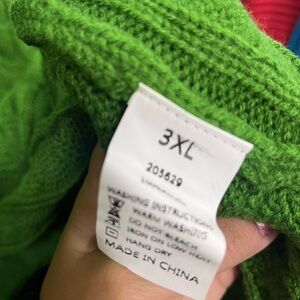 3XL
205629
WASHING INSTRUCTIONS
WARM WASHING
DO NOT BLEACH
IRON ON LOW HEAT
HANG DRY
MADE IN CHINA